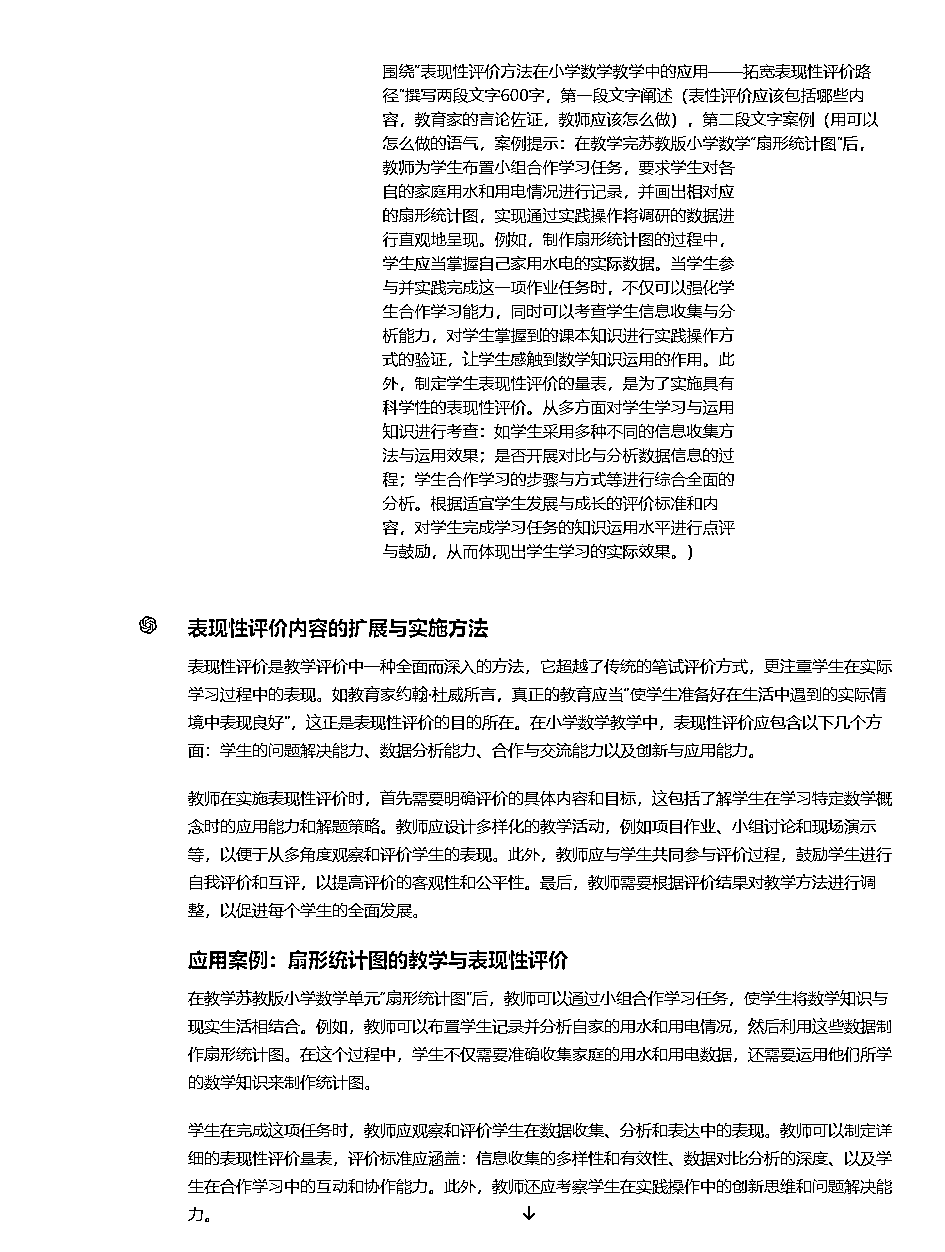 围绕"表现性评价方法在小学数学教学中的应用——拓宽表现性评价路
径"撰写两段文字600字，第一段文字阐述（表性评价应该包括哪些内
容，教育家的言论佐证，教师应该怎么做），第二段文字案例（用可以
怎么做的语气，案例提示：在教学完苏教版小学数学"扇形统计图"后，
教师为学生布置小组合作学习任务，要求学生对各
自的家庭用水和用电情况进行记录，并画出相对应
的扇形统计图，实现通过实践操作将调研的数据进
行直观地呈现。例如，制作扇形统计图的过程中，
学生应当掌握自己家用水电的实际数据。当学生参
与并实践完成这一项作业任务时，不仅可以强化学
生合作学习能力，同时可以考查学生信息收集与分
析能力，对学生掌握到的课本知识进行实践操作方
式的验证，让学生感触到数学知识运用的作用。此
外，制定学生表现性评价的量表，是为了实施具有
科学性的表现性评价。从多方面对学生学习与运用
知识进行考查：如学生采用多种不同的信息收集方
法与运用效果；是否开展对比与分析数据信息的过
程；学生合作学习的步骤与方式等进行综合全面的
分析。根据适宜学生发展与成长的评价标准和内
容，对学生完成学习任务的知识运用水平进行点评
与鼓励，从而体现出学生学习的实际效果。)
表现性评价内容的扩展与实施方法
表现性评价是教学评价中一种全面而深入的方法，它超越了传统的笔试评价方式，更注重学生在实际
学习过程中的表现。如教育家约翰·杜威所言，真正的教育应当"使学生准备好在生活中遇到的实际情
境中表现良好"，这正是表现性评价的目的所在。在小学数学教学中，表现性评价应包含以下几个方
面：学生的问题解决能力、数据分析能力、合作与交流能力以及创新与应用能力。
教师在实施表现性评价时，首先需要明确评价的具体内容和目标，这包括了解学生在学习特定数学概
念时的应用能力和解题策略。教师应设计多样化的教学活动，例如项目作业、小组讨论和现场演示
等，以便于从多角度观察和评价学生的表现。此外，教师应与学生共同参与评价过程，鼓励学生进行
自我评价和互评，以提高评价的客观性和公平性。最后，教师需要根据评价结果对教学方法进行调
整，以促进每个学生的全面发展。
应用案例：扇形统计图的教学与表现性评价
在教学苏教版小学数学单元"扇形统计图"后，教师可以通过小组合作学习任务，使学生将数学知识与
现实生活相结合。例如，教师可以布置学生记录并分析自家的用水和用电情况，然后利用这些数据制
作扇形统计图。在这个过程中，学生不仅需要准确收集家庭的用水和用电数据，还需要运用他们所学
的数学知识来制作统计图。
学生在完成这项任务时，教师应观察和评价学生在数据收集、分析和表达中的表现。教师可以制定详
细的表现性评价量表，评价标准应涵盖：信息收集的多样性和有效性、数据对比分析的深度、以及学
生在合作学习中的互动和协作能力。此外，教师还应考察学生在实践操作中的创新思维和问题解决能
力。